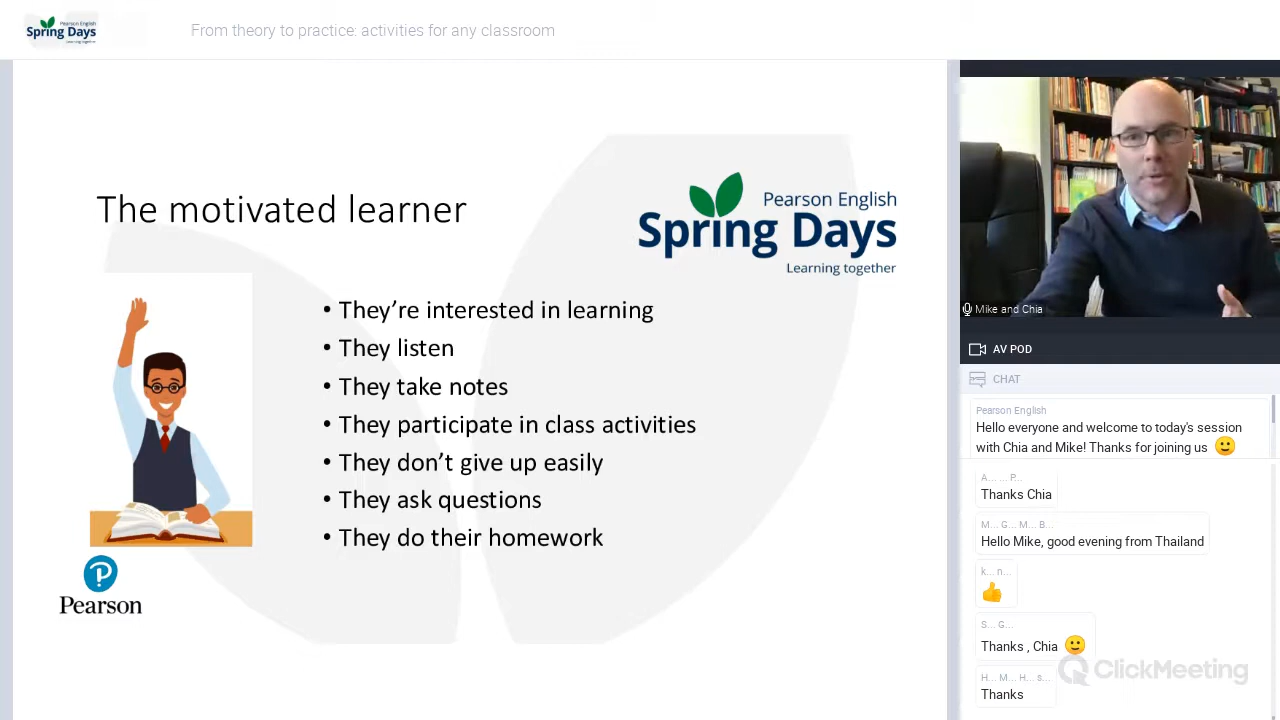 Pearson English
Spring Days
Learning together
From theory to practice: activities for any classroom
The motivated learner
Pearson English
Spring Days
Learning together
• They’re interested in learning
• They listen
• They take notes
• They participate in class activities
• They don’t give up easily
• They ask questions
• They do their homework
Pearson
Mike and Chia
AV POD
CHAT
Pearson English
Hello everyone and welcome to today's session
with Chia and Mike! Thanks for joining us 🙂
A... ... P...
Thanks Chia
M... G... M... B...
Hello Mike, good evening from Thailand
k... n...
👍
S... G...
Thanks , Chia 🙂
H... M... H... s...
Thanks
ClickMeeting